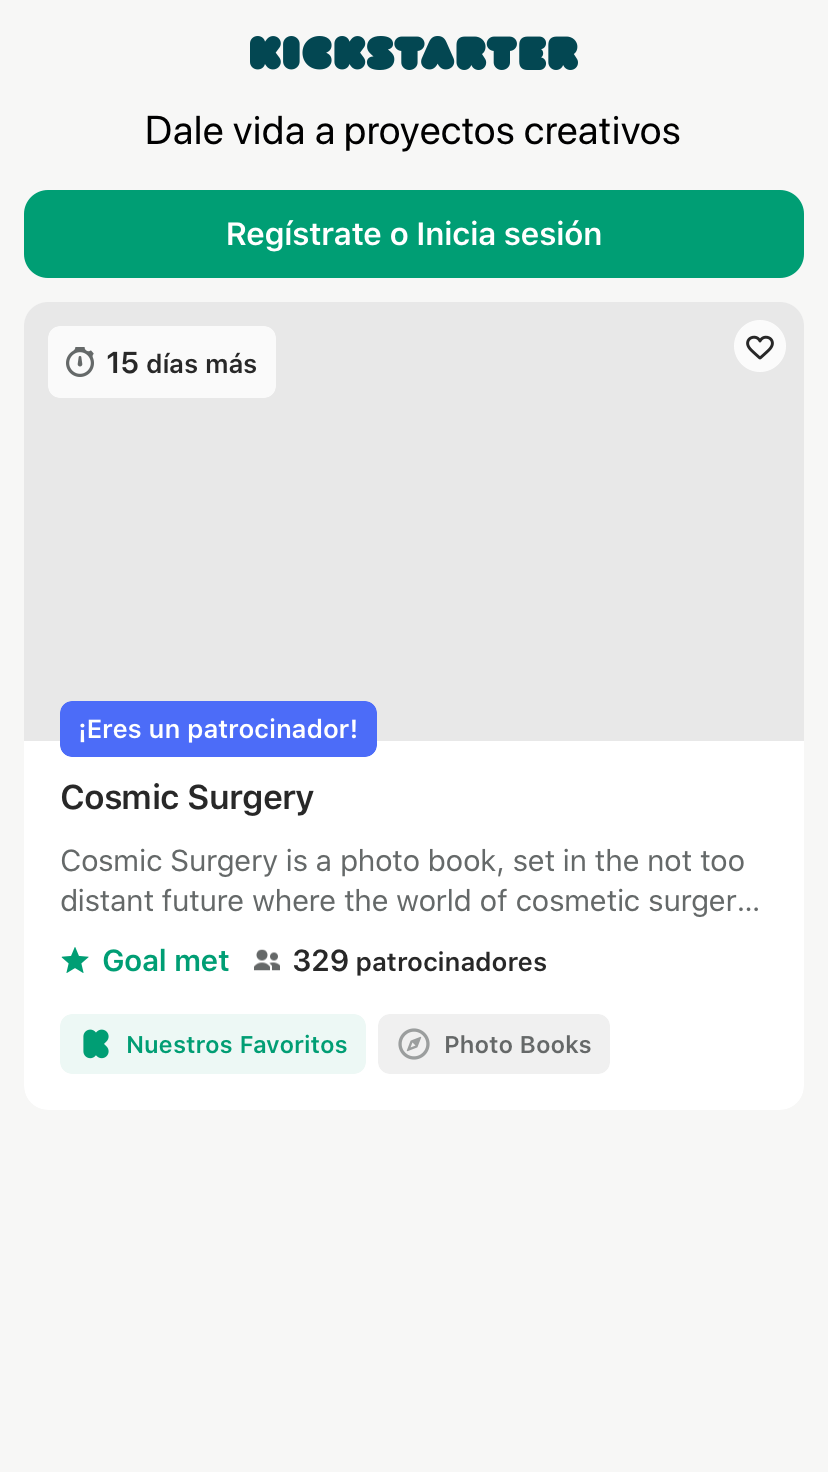 KICKSTARTER
Dale vida a proyectos creativos
Regístrate o Inicia sesión
15 días más
¡Eres un patrocinador!
Cosmic Surgery
Cosmic Surgery is a photo book, set in the not too
distant future where the world of cosmetic surger...
Goal met 329 patrocinadores
Nuestros Favoritos Photo Books